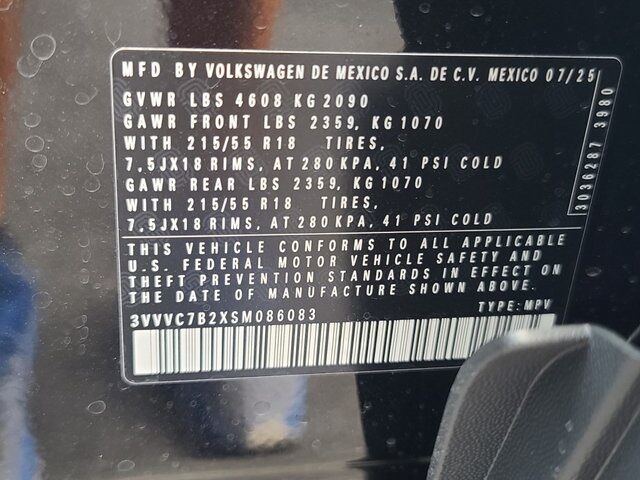 MFD BY VOLKSWAGEN DE MEXICO S.A. DE C.V. MEXICO 07/25
GVWR LBS 4608 KG 2090
GAWR FRONT LBS 2359, KG 1070
WITH 215/55 R18 TIRES,
7,5JX18 RIMS, AT 280 KPA, 41 PSI COLD
GAWR REAR LBS 2359, KG 1070
WITH 215/55 R18 TIRES,
7,5JX18 RIMS, AT 280 KPA, 41 PSI COLD
3036287 3980
THIS VEHICLE CONFORMS TO ALL APPLICABLE
U.S. FEDERAL MOTOR VEHICLE SAFETY AND
THEFT PREVENTION STANDARDS IN EFFECT ON
THE DATE OF MANUFACTURE SHOWN ABOVE.
3VVVC7B2XSM086083 TYPE: MPV